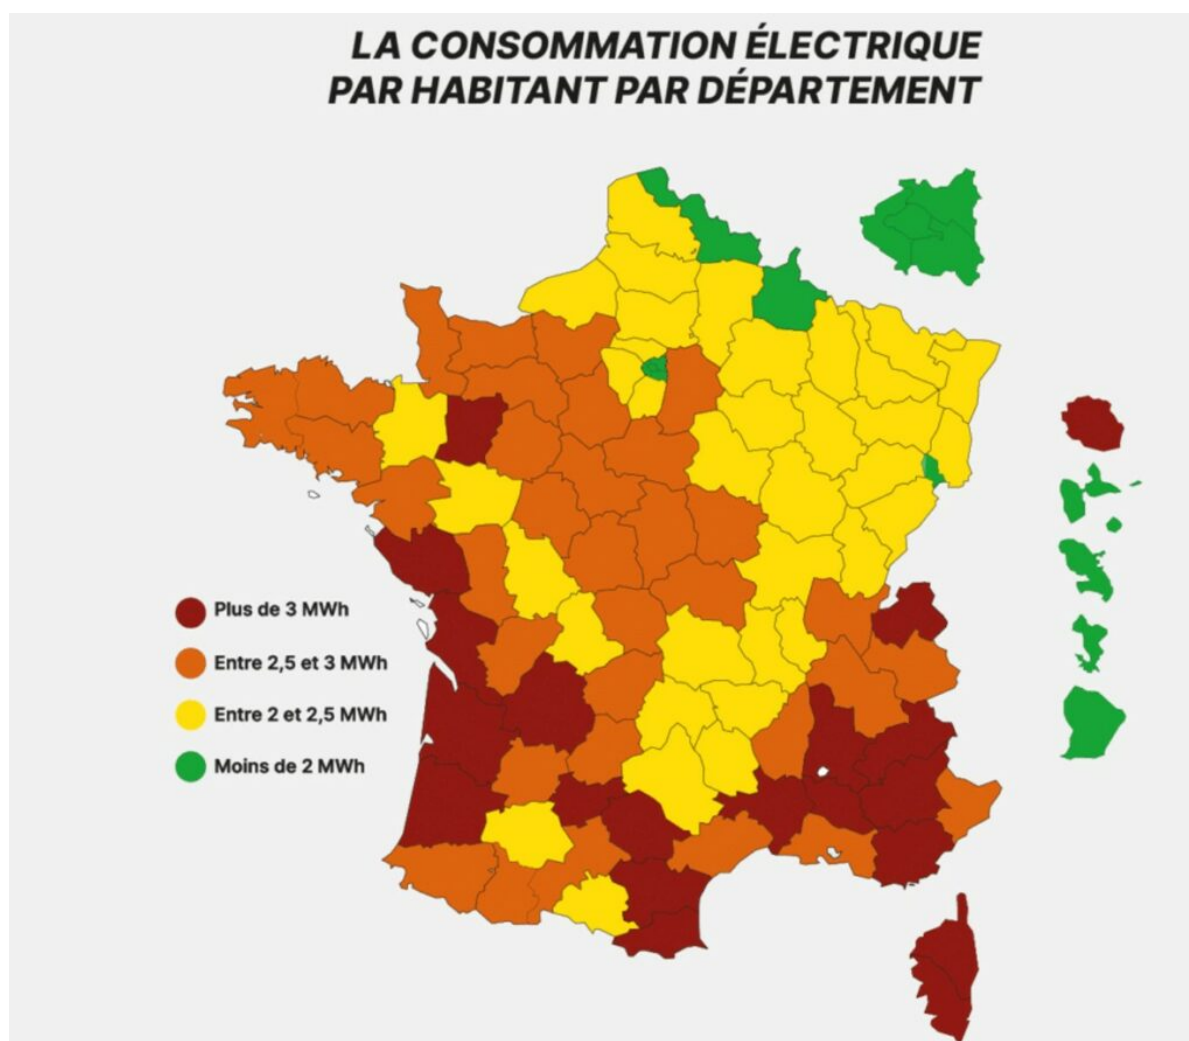 LA CONSOMMATION ÉLECTRIQUE
PAR HABITANT PAR DÉPARTEMENT
Plus de 3 MWh
Entre 2,5 et 3 MWh
Entre 2 et 2,5 MWh
Moins de 2 MWh